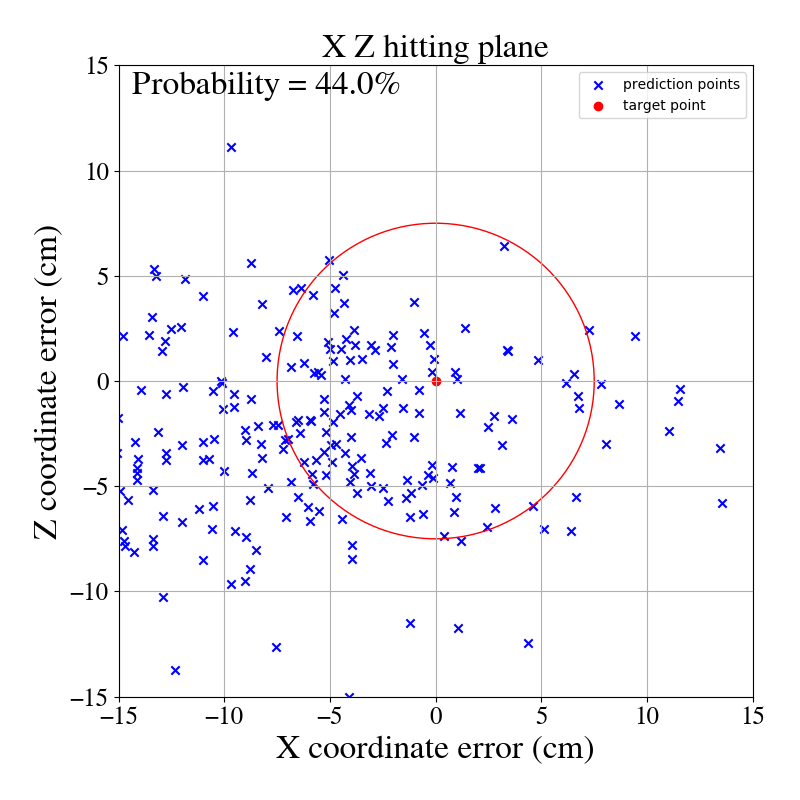 X Z hitting plane
Probability = 44.0%
prediction points
target point
Z coordinate error (cm)
15
10
5
0
−5
−10
−15
−15 −10 −5 0 5 10 15
X coordinate error (cm)